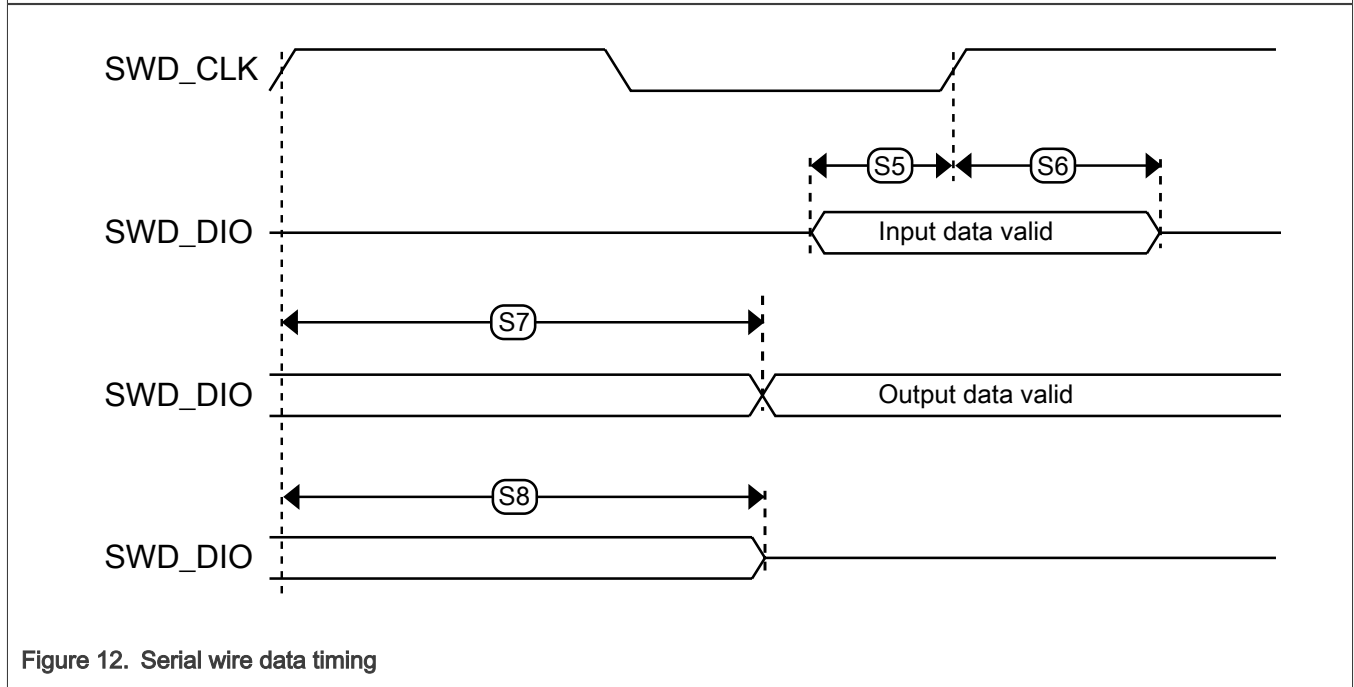 SWD_CLK
S5
S6
SWD_DIO
Input data valid
S7
SWD_DIO
Output data valid
S8
SWD_DIO
Figure 12. Serial wire data timing